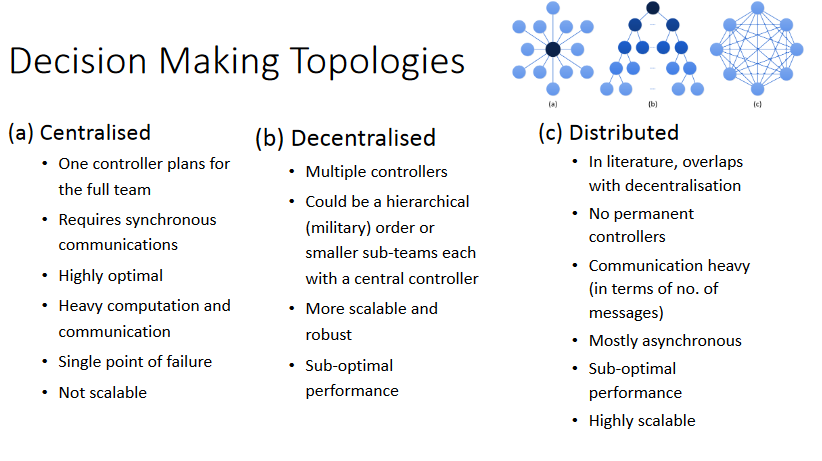 Decision Making Topologies
(a)
(b)
(c)
(a) Centralised
• One controller plans for
the full team
• Requires synchronous
communications
• Highly optimal
• Heavy computation and
communication
• Single point of failure
• Not scalable
(b) Decentralised
• Multiple controllers
• Could be a hierarchical
(military) order or
smaller sub-teams each
with a central controller
• More scalable and
robust
• Sub-optimal
performance
(c) Distributed
• In literature, overlaps
with decentralisation
• No permanent
controllers
• Communication heavy
(in terms of no. of
messages)
• Mostly asynchronous
• Sub-optimal
performance
• Highly scalable